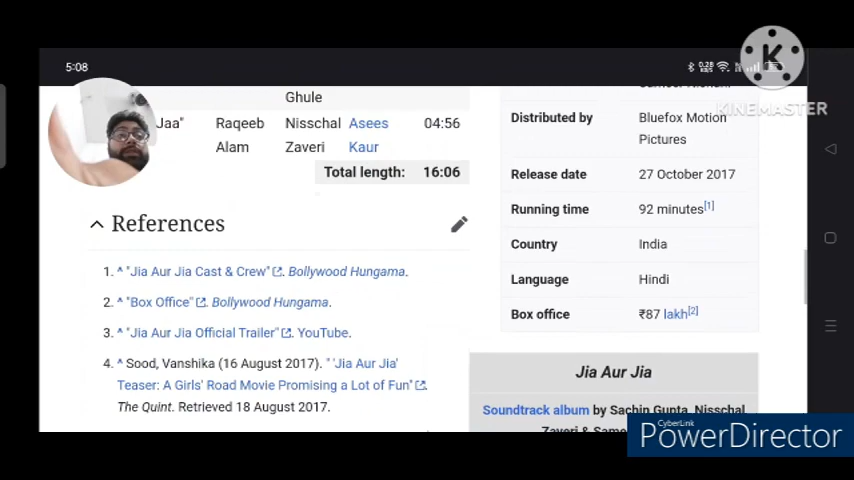 5:08
0.28
KB/S
K
KINEMASTER
Ghule
Jaa"
Raqeeb Nisschal Asees 04:56
Alam Zaveri Kaur
Total length: 16:06
References
1. ^ "Jia Aur Jia Cast & Crew". Bollywood Hungama.
2. ^ "Box Office". Bollywood Hungama.
3. ^ "Jia Aur Jia Official Trailer". YouTube.
4. ^ Sood, Vanshika (16 August 2017). "'Jia Aur Jia'
Teaser: A Girls' Road Movie Promising a Lot of Fun".
The Quint. Retrieved 18 August 2017.
Distributed by Bluefox Motion
Pictures
Release date 27 October 2017
Running time 92 minutes[1]
Country India
Language Hindi
Box office ₹87 lakh[2]
Jia Aur Jia
Soundtrack album by Sachin Gupta, Nisschal
Zaveri &
CyberLink
PowerDirector